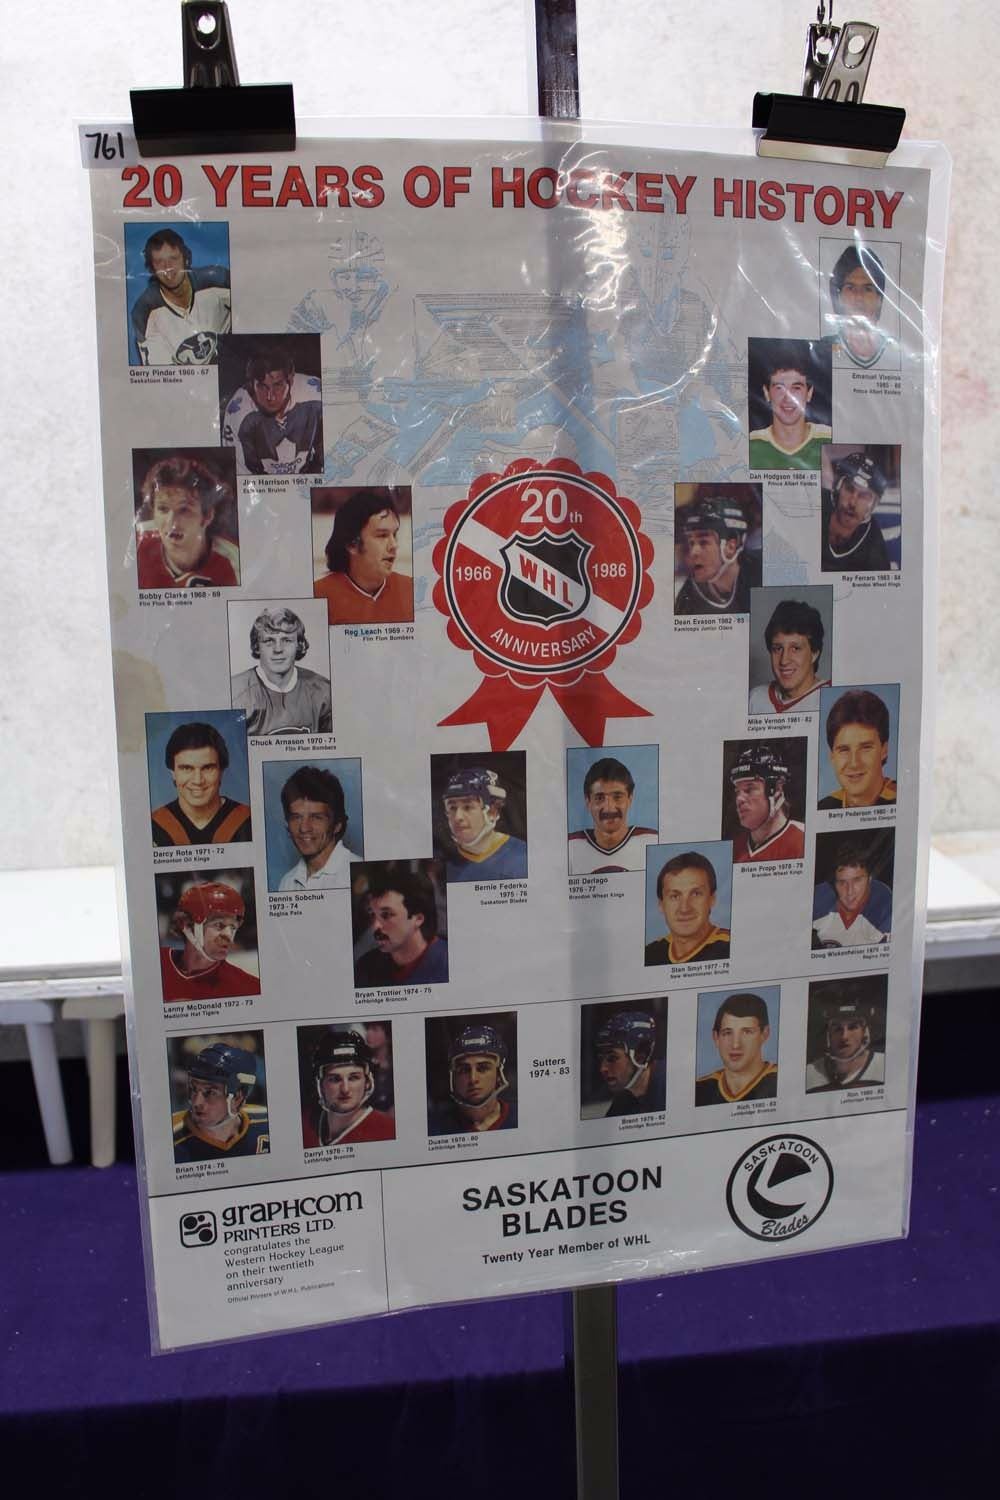 761
20 YEARS OF HOCKEY HISTORY
Gerry Pinder 1966 - 67
Saskatoon Blades
Jim Harrison 1967 - 68
Estevan Bruins
TORONTO
Bobby Clarke 1968 - 69
Flin Flon Bombers
Reg Leach 1969 - 70
Flin Flon Bombers
Chuck Arnason 1970 - 71
Flin Flon Bombers
Darcy Rota 1971 - 72
Edmonton Oil Kings
Lanny McDonald 1972 - 73
Medicine Hat Tigers
Dennis Sobchuk
1973 - 74
Regina Pats
Bryan Trottier 1974 - 75
Lethbridge Broncos
Bernie Federko
1975 - 76
Saskatoon Blades
20th
1966
WHL
1986
ANNIVERSARY
Bill Derlago
1976 - 77
Brandon Wheat Kings
Stan Smyl 1977 - 78
New Westminster Bruins
Brian Propp 1978 - 79
Brandon Wheat Kings
Doug Wickenheiser 1979 - 80
Regina Pats
Barry Pederson 1980 - 81
Victoria Cougars
Mike Vernon 1981 - 82
Calgary Wranglers
Dean Evason 1982 - 83
Kamloops Junior Oilers
Ray Ferraro 1983 - 84
Brandon Wheat Kings
Dan Hodgson 1984 - 85
Prince Albert Raiders
Emanuel Viveiros
1985 - 86
Prince Albert Raiders
Sutters
1974 - 83
Brian 1974 - 76
Lethbridge Broncos
Darryl 1976 - 78
Lethbridge Broncos
Duane 1978 - 80
Lethbridge Broncos
Brent 1979 - 82
Lethbridge Broncos
Rich 1980 - 83
Lethbridge Broncos
Ron 1980 - 83
Lethbridge Broncos
graphcom
PRINTERS LTD.
congratulates the
Western Hockey League
on their twentieth
anniversary
Official Printers of W.H.L. Publications
SASKATOON
BLADES
Twenty Year Member of WHL
SASKATOON
Blades